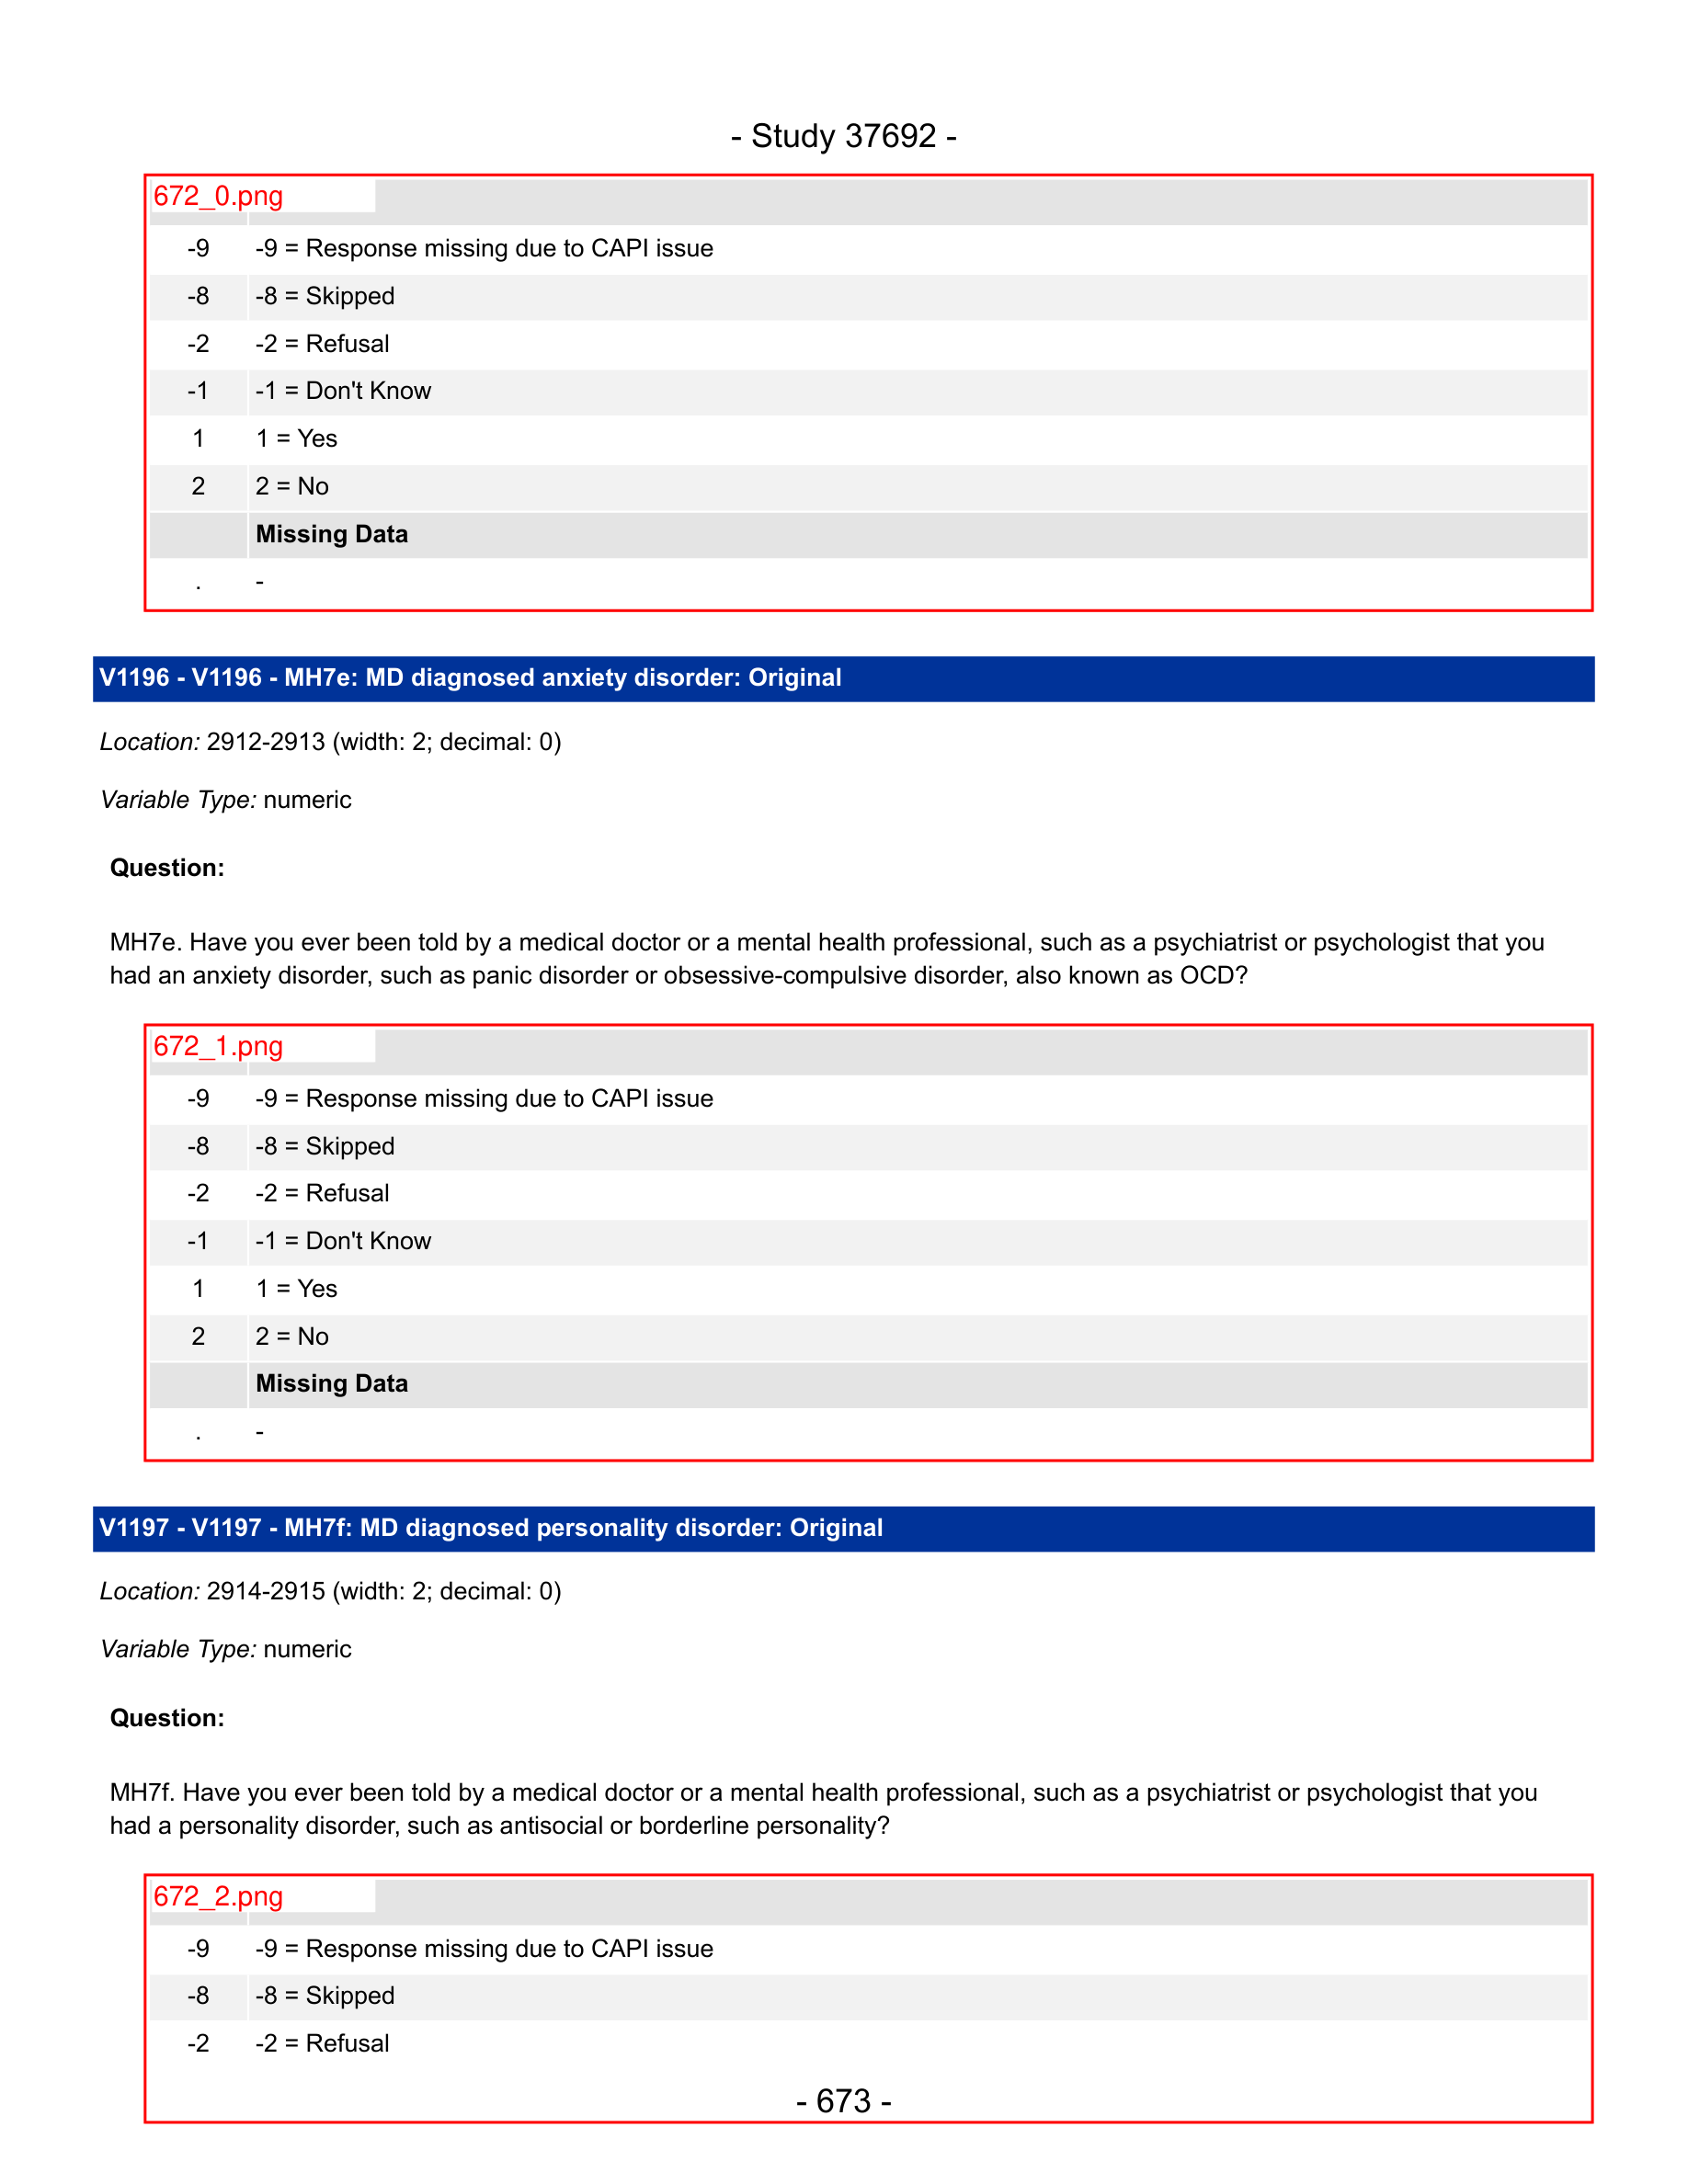 - Study 37692 -
672_0.png
-9 -9 = Response missing due to CAPI issue
-8 -8 = Skipped
-2 -2 = Refusal
-1 -1 = Don't Know
1 1 = Yes
2 2 = No
Missing Data
. -
V1196 - V1196 - MH7e: MD diagnosed anxiety disorder: Original
Location: 2912-2913 (width: 2; decimal: 0)
Variable Type: numeric
Question:
MH7e. Have you ever been told by a medical doctor or a mental health professional, such as a psychiatrist or psychologist that you
had an anxiety disorder, such as panic disorder or obsessive-compulsive disorder, also known as OCD?
672_1.png
-9 -9 = Response missing due to CAPI issue
-8 -8 = Skipped
-2 -2 = Refusal
-1 -1 = Don't Know
1 1 = Yes
2 2 = No
Missing Data
. -
V1197 - V1197 - MH7f: MD diagnosed personality disorder: Original
Location: 2914-2915 (width: 2; decimal: 0)
Variable Type: numeric
Question:
MH7f. Have you ever been told by a medical doctor or a mental health professional, such as a psychiatrist or psychologist that you
had a personality disorder, such as antisocial or borderline personality?
672_2.png
-9 -9 = Response missing due to CAPI issue
-8 -8 = Skipped
-2 -2 = Refusal
- 673 -